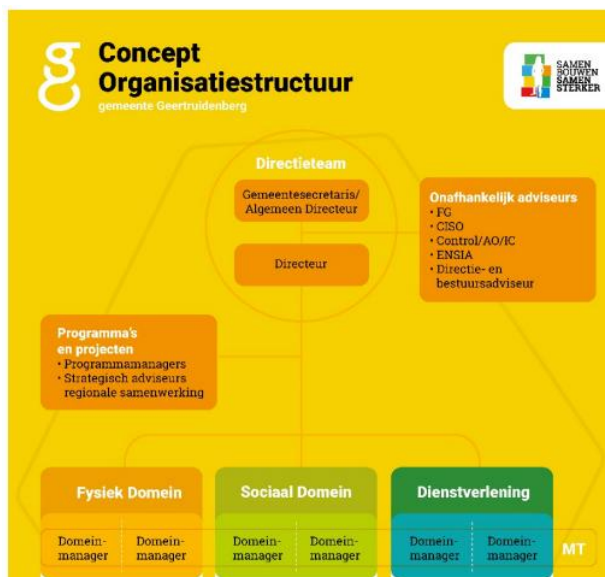 g
Concept
Organisatiestructuur
gemeente Geertruidenberg
SAMEN
BOUWEN
SAMEN
STERKER
Directieteam
Gemeentesecretaris/
Algemeen Directeur
Directeur
Onafhankelijk adviseurs
• FG
• CISO
• Control/AO/IC
• ENSIA
• Directie- en
bestuursadviseur
Programma's
en projecten
• Programmamanagers
• Strategisch adviseurs
regionale samenwerking
Fysiek Domein
Domein-
manager
Domein-
manager
Sociaal Domein
Domein-
manager
Domein-
manager
Dienstverlening
Domein-
manager
Domein-
manager
MT